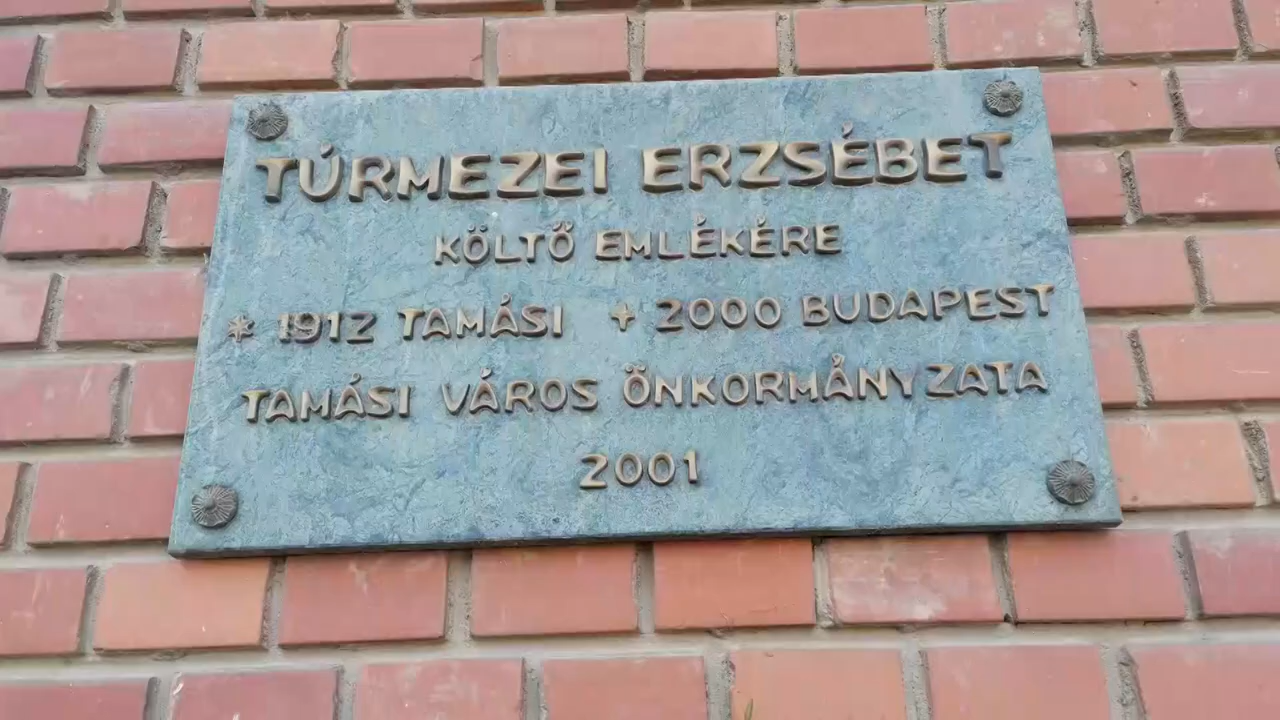 TÚRMEZEI ERZSÉBET
KÖLTŐ EMLÉKÉRE
* 1912 TAMÁSI + 2000 BUDAPEST
TAMÁSI VÁROS ÖNKORMÁNYZATA
2001